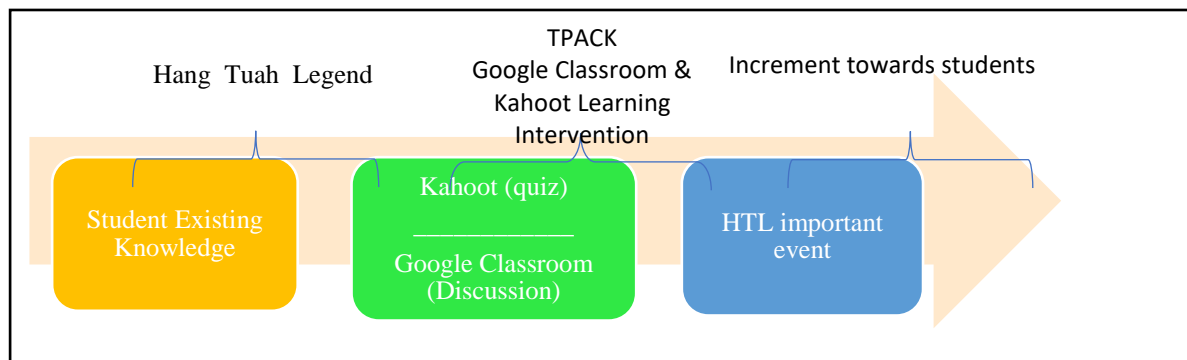 Hang Tuah Legend
TPACK
Google Classroom &
Kahoot Learning
Intervention
Increment towards students
Student Existing
Knowledge
Kahoot (quiz)
____________
Google Classroom
(Discussion)
HTL important
event